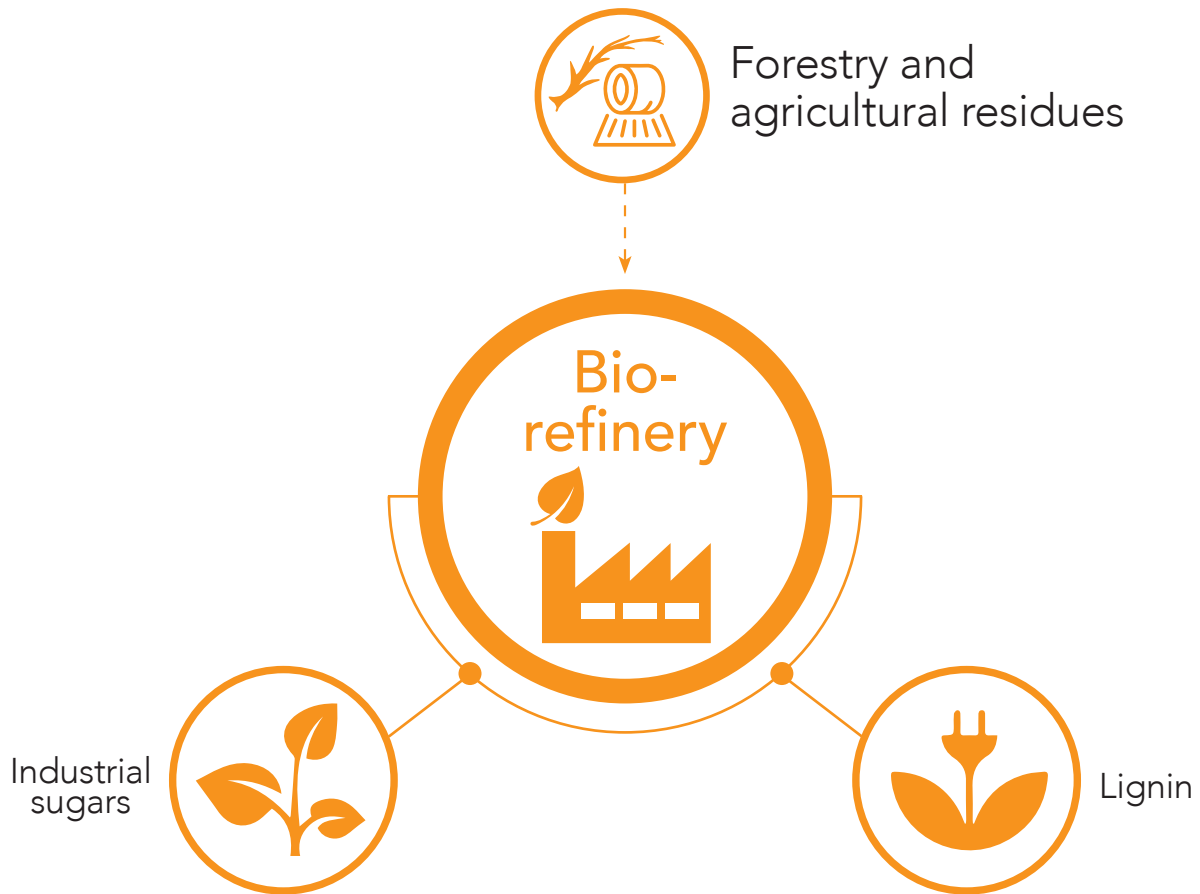 Forestry and
agricultural residues
Bio-
refinery
Industrial
sugars
Lignin